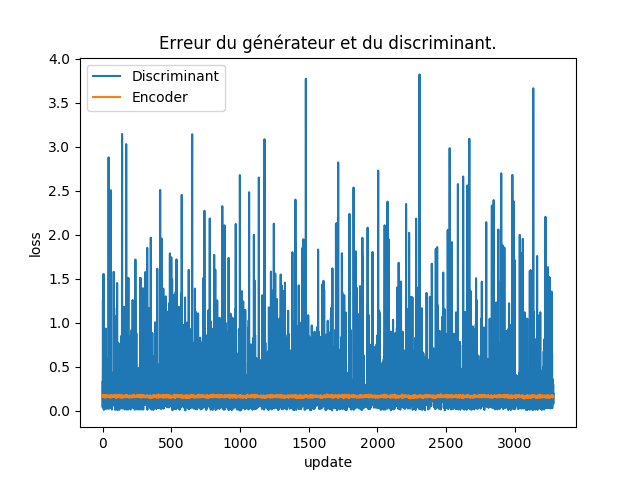 Erreur du générateur et du discriminant.
Discriminant
Encoder
4.0
3.5
3.0
2.5
2.0
1.5
1.0
0.5
0.0
loss
0 500 1000 1500 2000 2500 3000
update